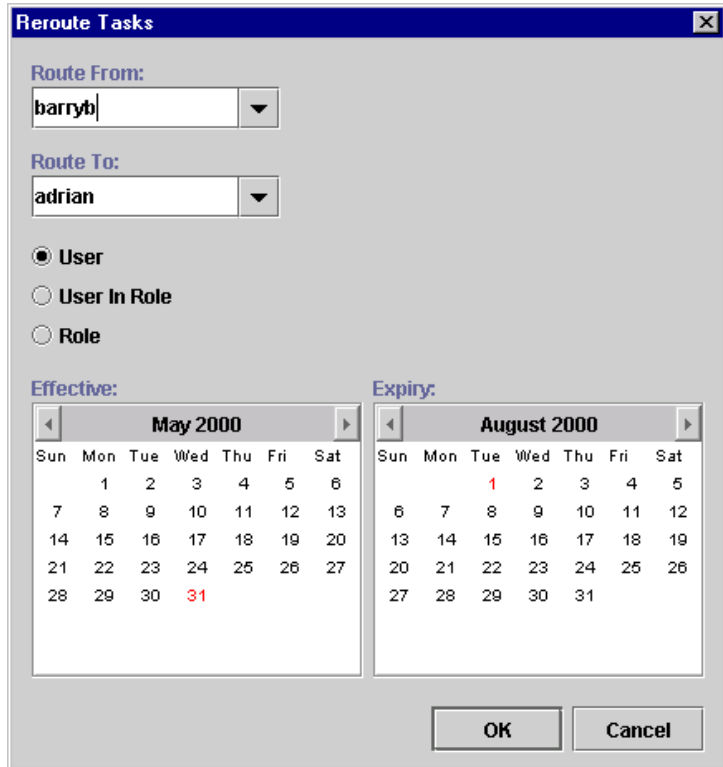 Reroute Tasks
Route From:
barryb
Route To:
adrian
User
User In Role
Role
Effective:
May 2000
Sun Mon Tue Wed Thu Fri Sat
1 2 3 4 5 6
7 8 9 10 11 12 13
14 15 16 17 18 19 20
21 22 23 24 25 26 27
28 29 30 31
Expiry:
August 2000
Sun Mon Tue Wed Thu Fri Sat
1 2 3 4 5
6 7 8 9 10 11 12
13 14 15 16 17 18 19
20 21 22 23 24 25 26
27 28 29 30 31
OK Cancel